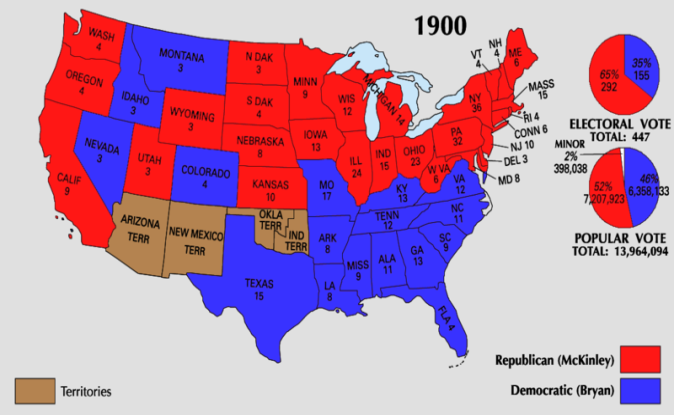 1900
WASH
4
OREGON
4
CALIF
9
NEVADA
3
IDAHO
3
MONTANA
3
WYOMING
3
UTAH
3
COLORADO
4
ARIZONA
TERR
NEW MEXICO
TERR
N DAK
3
S DAK
4
NEBRASKA
8
KANSAS
10
OKLA
TERR
IND
TERR
TEXAS
15
MINN
9
IOWA
13
MO
17
ARK
8
LA
8
WIS
12
ILL
24
MICHIGAN 14
IND
15
OHIO
23
KY
13
TENN
12
MISS
9
ALA
11
GA
13
FLA 4
SC
9
NC
11
VA
12
W VA
6
PA
32
NY
36
VT
4
NH
4
ME
6
MASS
15
RI 4
CONN 6
NJ 10
DEL 3
MD 8
65%
292
35%
155
ELECTORAL VOTE
TOTAL: 447
MINOR
2%
398,038
52%
7,207,923
46%
6,358,133
POPULAR VOTE
TOTAL: 13,964,094
Republican (McKinley)
Democratic (Bryan)
Territories